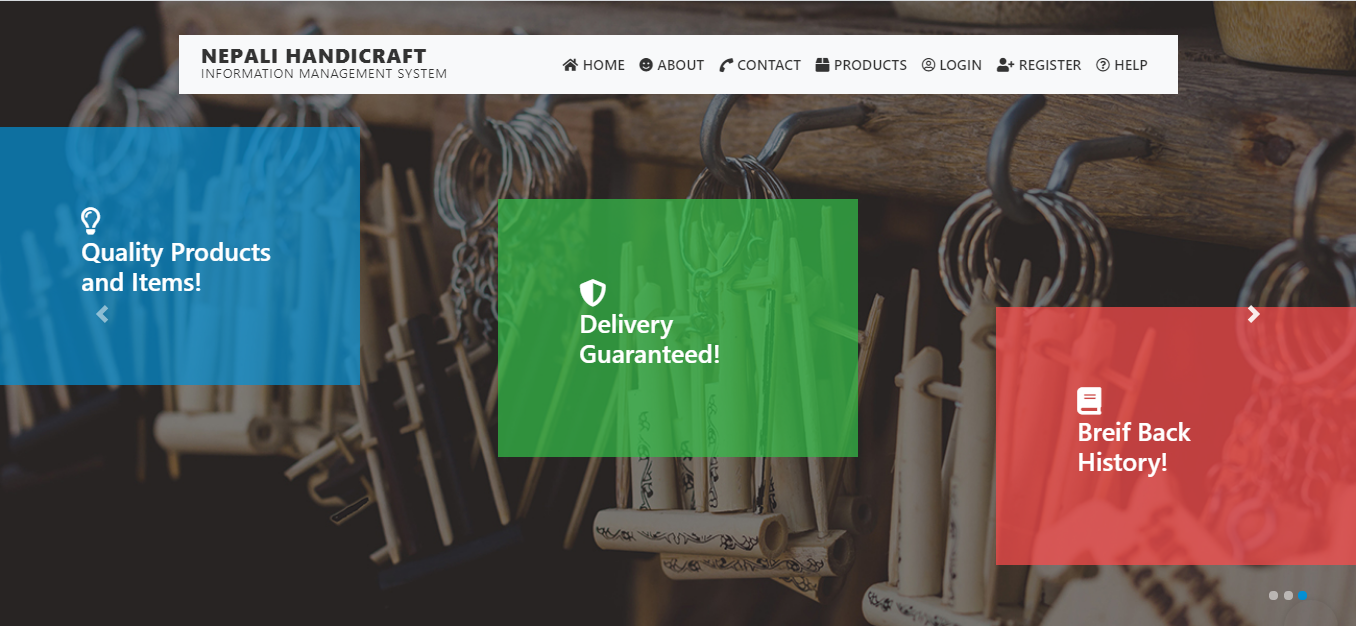 NEPALI HANDICRAFT
INFORMATION MANAGEMENT SYSTEM
HOME ABOUT CONTACT PRODUCTS LOGIN REGISTER HELP
Quality Products
and Items!
Delivery
Guaranteed!
Breif Back
History!